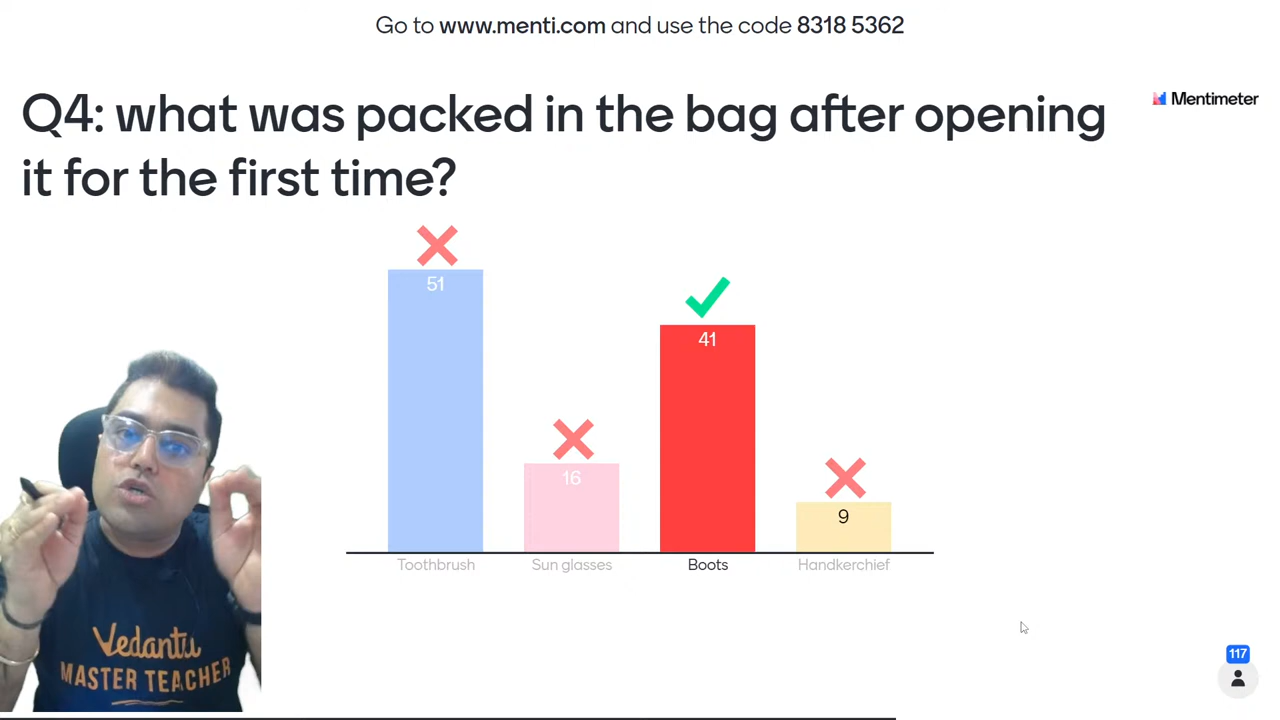 Go to www.menti.com and use the code 8318 5362
Q4: what was packed in the bag after opening
it for the first time?
Mentimeter
51
16
41
9
Toothbrush
Sun glasses
Boots
Handkerchief
Vedantu
MASTER TEACHER
117